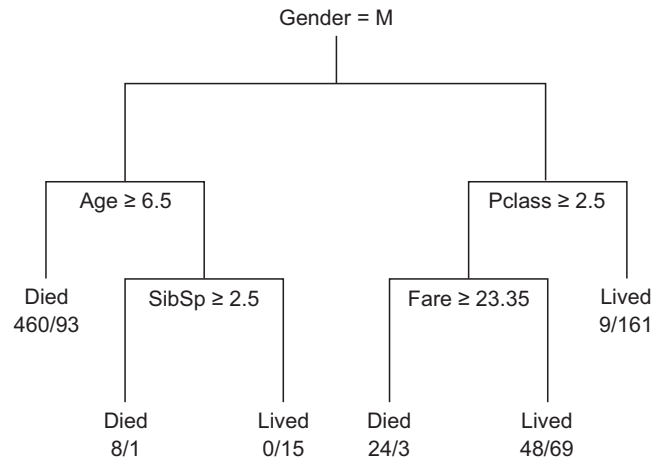 Gender = M
Age ≥ 6.5
Pclass ≥ 2.5
Died
460/93
SibSp ≥ 2.5
Fare ≥ 23.35
Lived
9/161
Died
8/1
Lived
0/15
Died
24/3
Lived
48/69